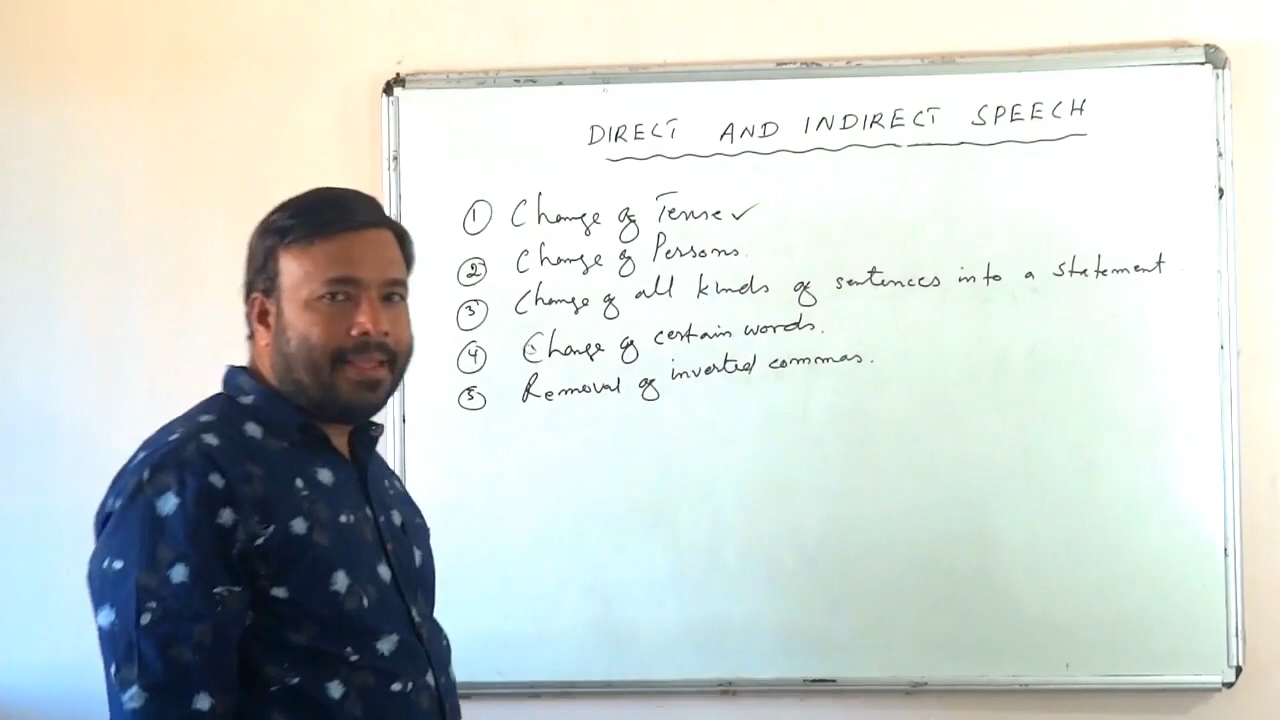 DIRECT AND INDIRECT SPEECH
① Change of Tense ✓
② Change of Persons.
③ Change of all kinds of sentences into a statement
④ Change of certain words.
⑤ Removal of inverted commas.